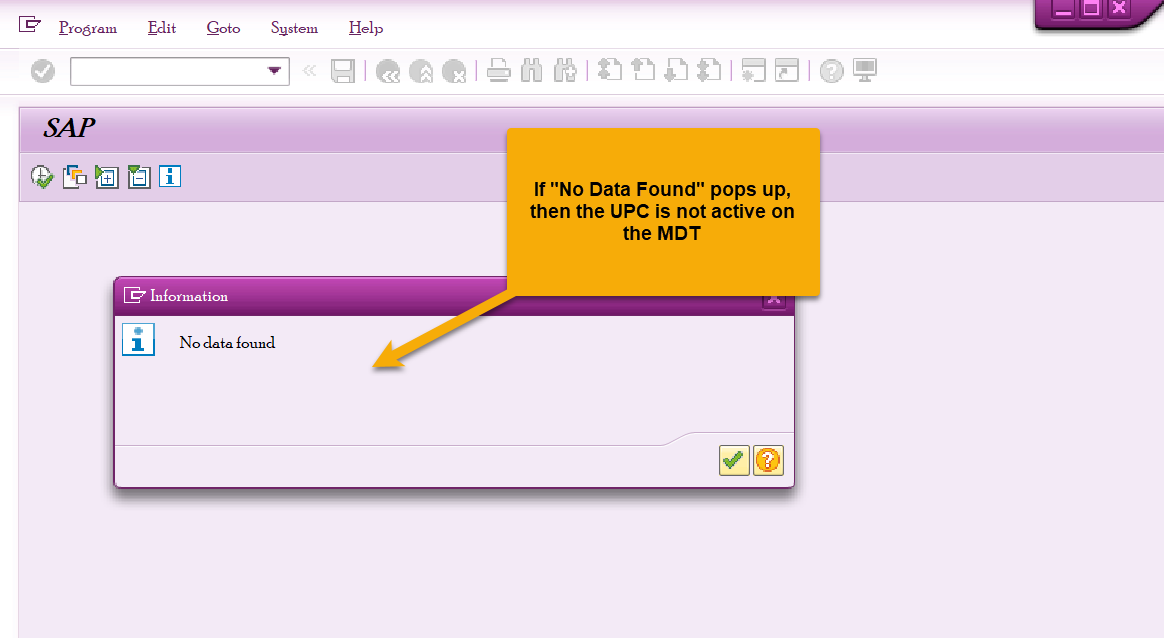 Program Edit Goto System Help
SAP
If "No Data Found" pops up,
then the UPC is not active on
the MDT
Information
No data found